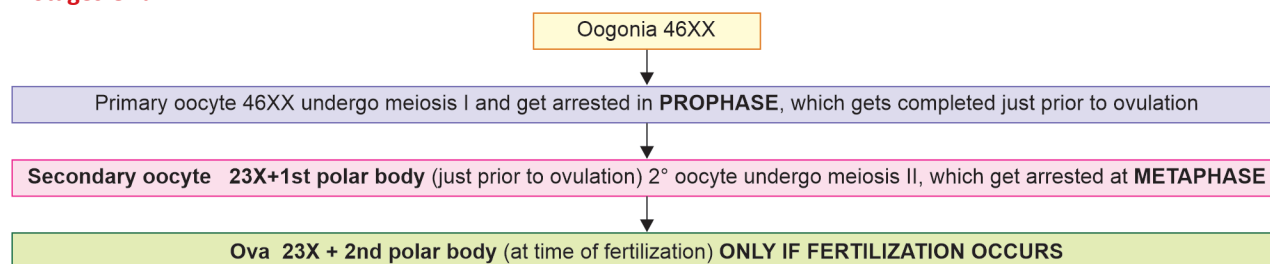 Oogonia 46XX
Primary oocyte 46XX undergo meiosis I and get arrested in PROPHASE, which gets completed just prior to ovulation
Secondary oocyte 23X+1st polar body (just prior to ovulation) 2° oocyte undergo meiosis II, which get arrested at METAPHASE
Ova 23X + 2nd polar body (at time of fertilization) ONLY IF FERTILIZATION OCCURS